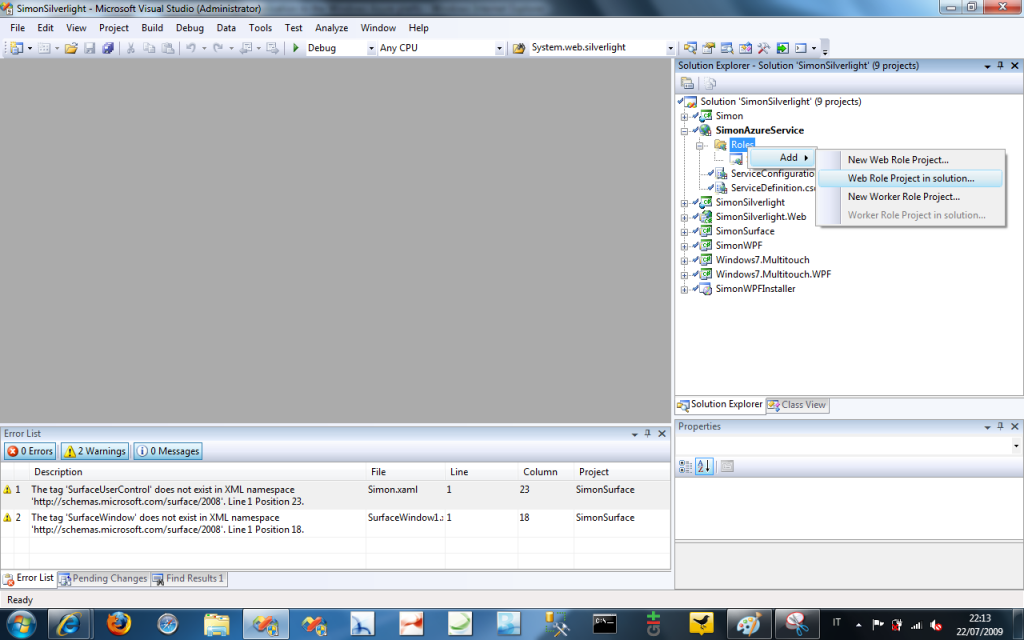 SimonSilverlight - Microsoft Visual Studio (Administrator)
File Edit View Project Build Debug Data Tools Test Analyze Window Help
Debug Any CPU System.web.silverlight
Solution Explorer - Solution 'SimonSilverlight' (9 projects)
Solution 'SimonSilverlight' (9 projects)
Simon
SimonAzureService
Roles
Add
New Web Role Project...
Web Role Project in solution...
New Worker Role Project...
Worker Role Project in solution...
ServiceConfiguratio
ServiceDefinition.cs
SimonSilverlight
SimonSilverlight.Web
SimonSurface
SimonWPF
Windows7.Multitouch
Windows7.Multitouch.WPF
SimonWPFInstaller
Solution Explorer Class View
Properties
Error List
0 Errors 2 Warnings 0 Messages
Description File Line Column Project
1 The tag 'SurfaceUserControl' does not exist in XML namespace 'http://schemas.microsoft.com/surface/2008'. Line 1 Position 23. Simon.xaml 1 23 SimonSurface
2 The tag 'SurfaceWindow' does not exist in XML namespace 'http://schemas.microsoft.com/surface/2008'. Line 1 Position 18. SurfaceWindow1.x 1 18 SimonSurface
Error List Pending Changes Find Results 1
Ready
IT
22:13
22/07/2009